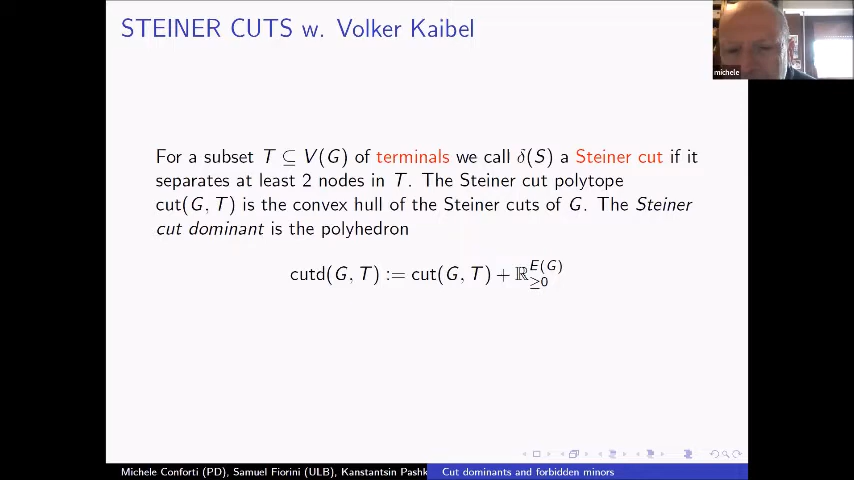 STEINER CUTS w. Volker Kaibel
michele
For a subset T ⊆ V(G) of terminals we call δ(S) a Steiner cut if it
separates at least 2 nodes in T. The Steiner cut polytope
cut(G, T) is the convex hull of the Steiner cuts of G. The Steiner
cut dominant is the polyhedron
cutd(G, T) := cut(G, T) + ℝ^{E(G)}_{≥0}
Michele Conforti (PD), Samuel Fiorini (ULB), Kanstantsin Pashk
Cut dominants and forbidden minors